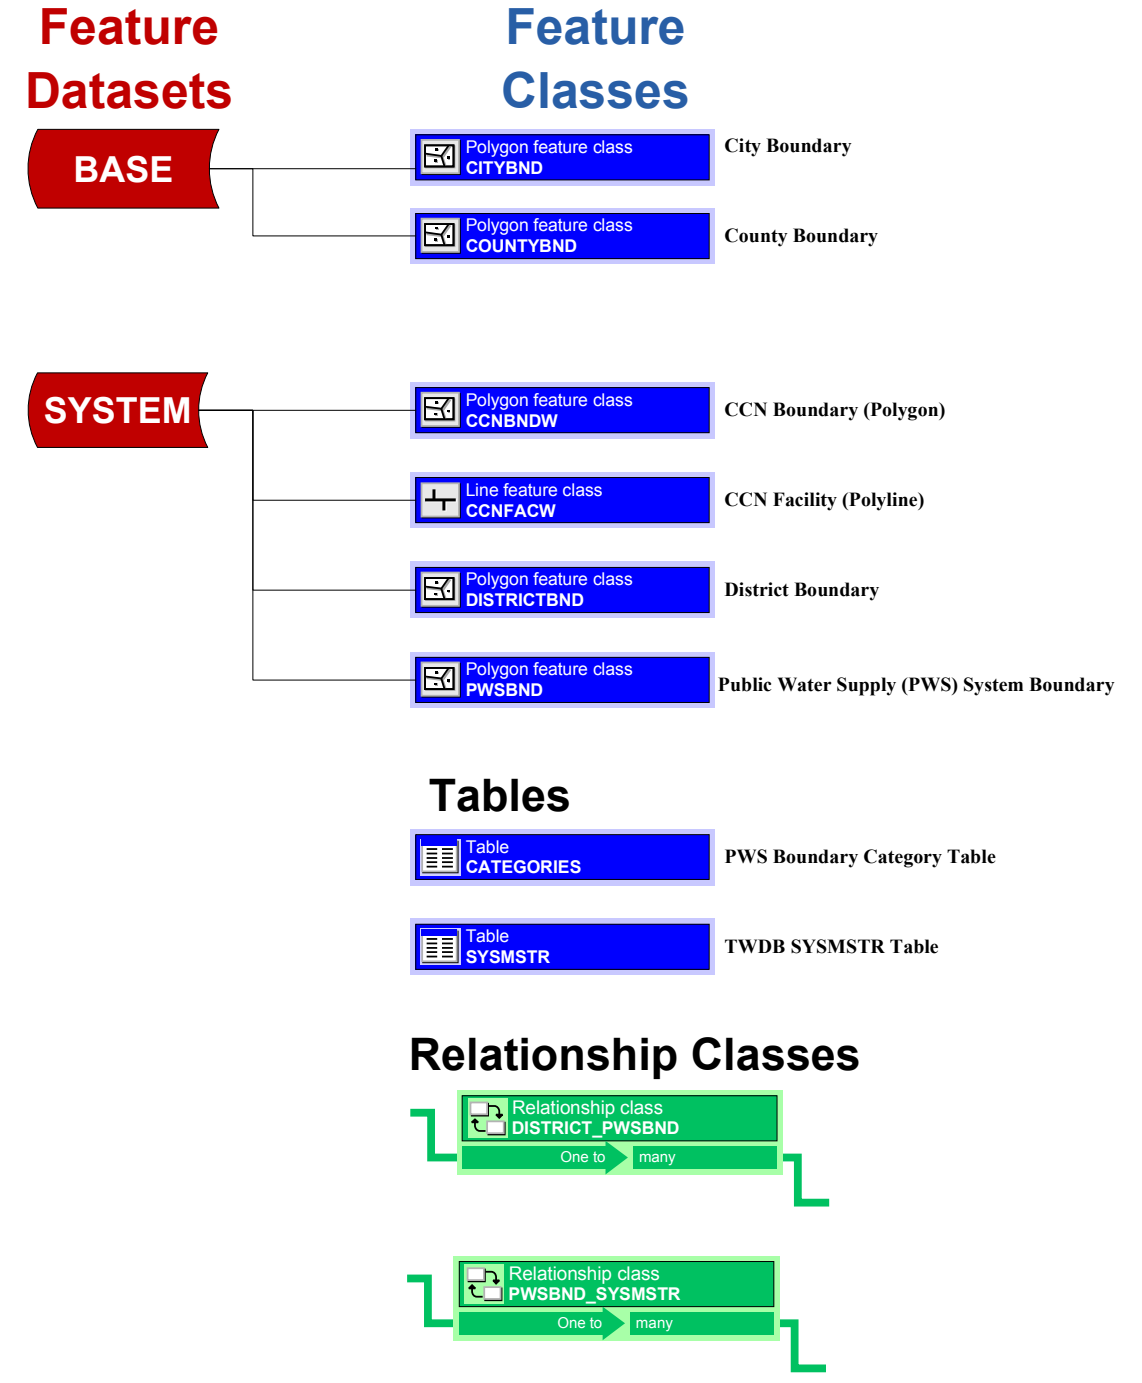 Feature
Datasets
Feature
Classes
BASE
Polygon feature class
CITYBND
City Boundary
Polygon feature class
COUNTYBND
County Boundary
SYSTEM
Polygon feature class
CCNBNDW
CCN Boundary (Polygon)
Line feature class
CCNFACW
CCN Facility (Polyline)
Polygon feature class
DISTRICTBND
District Boundary
Polygon feature class
PWSBND
Public Water Supply (PWS) System Boundary
Tables
Table
CATEGORIES
PWS Boundary Category Table
Table
SYSMSTR
TWDB SYSMSTR Table
Relationship Classes
Relationship class
DISTRICT_PWSBND
One to many
Relationship class
PWSBND_SYSMSTR
One to many